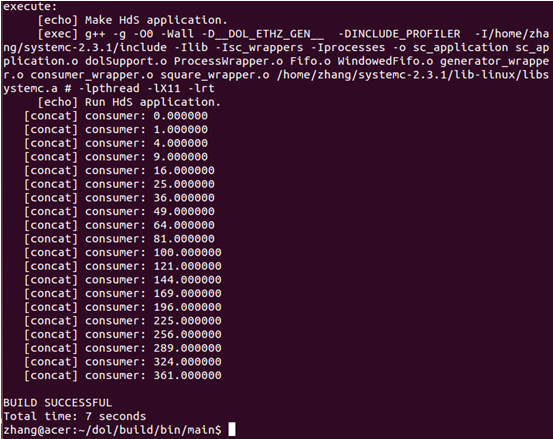 execute:
[echo] Make HdS application.
[exec] g++ -g -O0 -Wall -D__DOL_ETHZ_GEN__  -DINCLUDE_PROFILER  -I/home/zha
ng/systemc-2.3.1/include -Ilib -Isc_wrappers -Iprocesses -o sc_application sc_ap
plication.o dolSupport.o ProcessWrapper.o Fifo.o WindowedFifo.o generator_wrappe
r.o consumer_wrapper.o square_wrapper.o /home/zhang/systemc-2.3.1/lib-linux/libs
ystemc.a # -lpthread -lX11 -lrt
[echo] Run HdS application.
[concat] consumer: 0.000000
[concat] consumer: 1.000000
[concat] consumer: 4.000000
[concat] consumer: 9.000000
[concat] consumer: 16.000000
[concat] consumer: 25.000000
[concat] consumer: 36.000000
[concat] consumer: 49.000000
[concat] consumer: 64.000000
[concat] consumer: 81.000000
[concat] consumer: 100.000000
[concat] consumer: 121.000000
[concat] consumer: 144.000000
[concat] consumer: 169.000000
[concat] consumer: 196.000000
[concat] consumer: 225.000000
[concat] consumer: 256.000000
[concat] consumer: 289.000000
[concat] consumer: 324.000000
[concat] consumer: 361.000000
BUILD SUCCESSFUL
Total time: 7 seconds
zhang@acer:~/dol/build/bin/main$